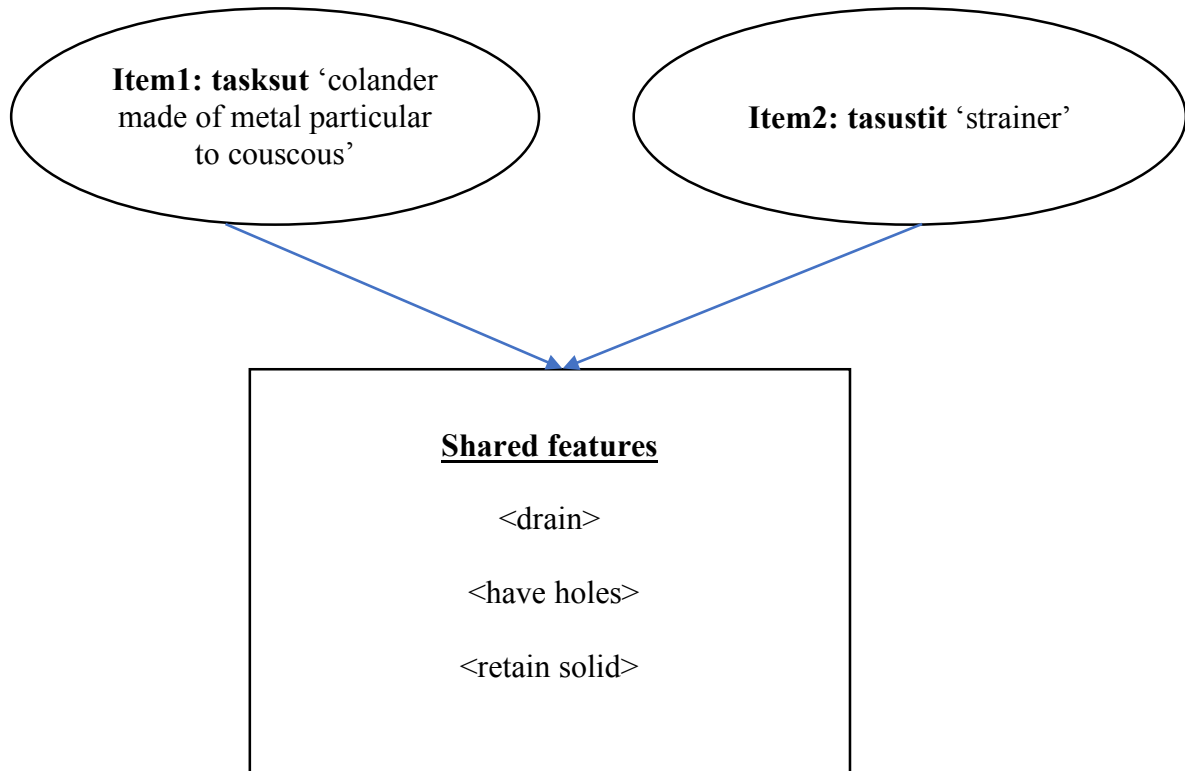 Item1: tasksut ‘colander
made of metal particular
to couscous’
Item2: tasustit ‘strainer’
Shared features
<drain>
<have holes>
<retain solid>